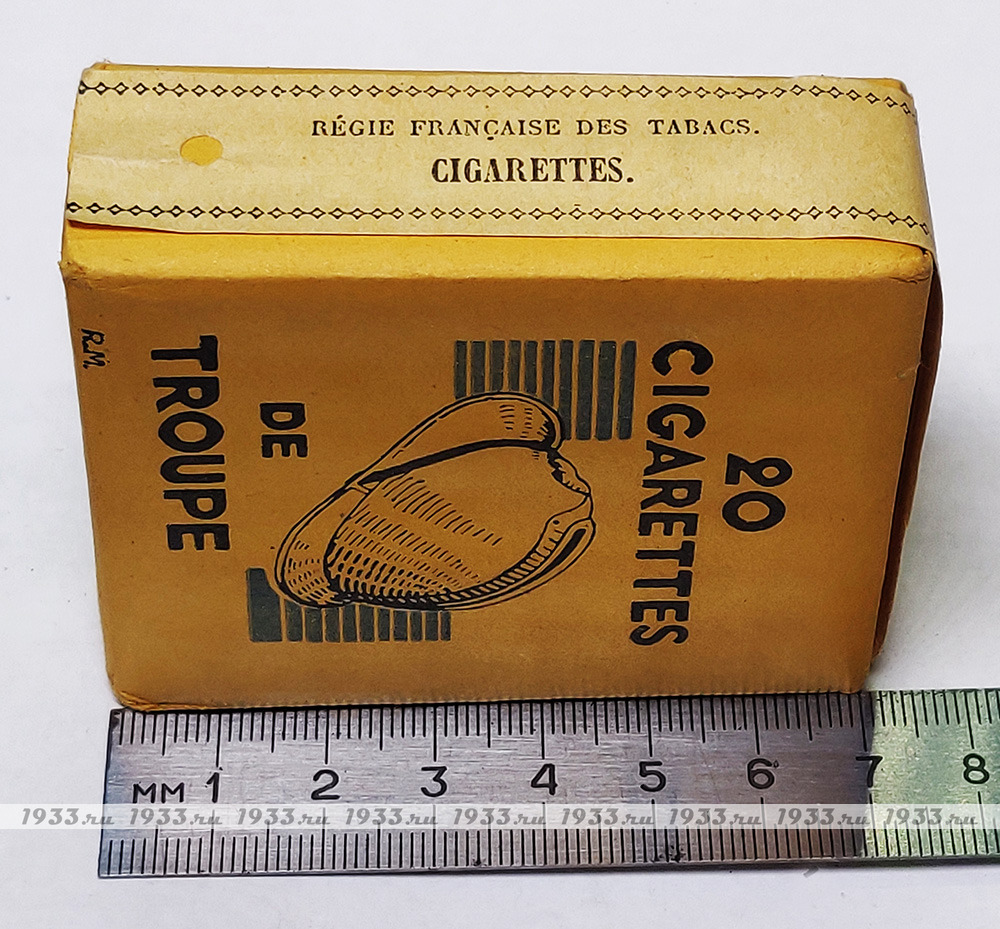 RÉGIE FRANÇAISE DES TABACS.
CIGARETTES.
20
CIGARETTES
DE
TROUPE
R.M.
MM 1 2 3 4 5 6 7 8
1933.ru 1933.ru 1933.ru 1933.ru 1933.ru 1933.ru 1933.ru 1933.ru 1933.ru